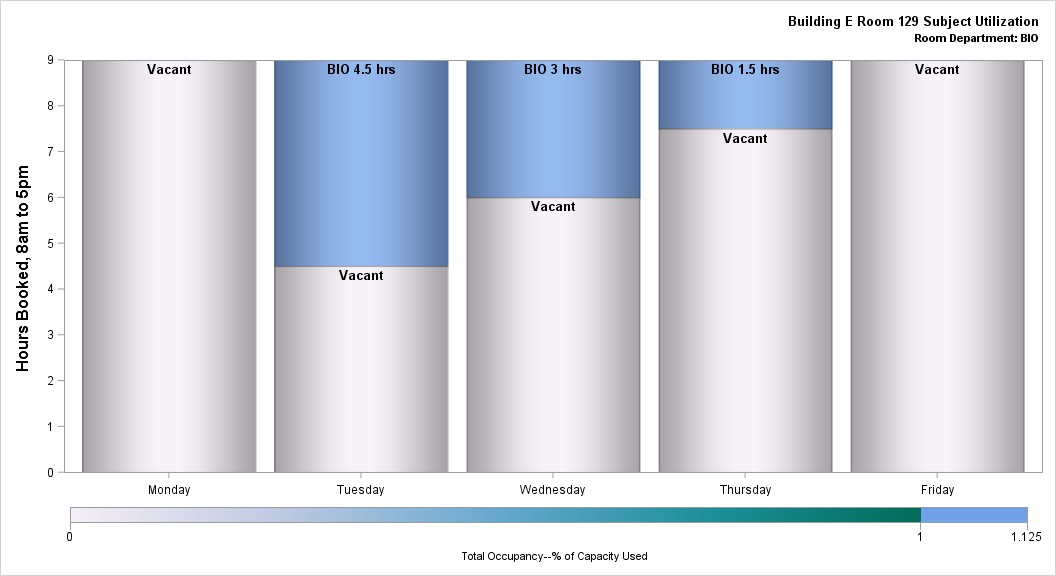 Building E Room 129 Subject Utilization
Room Department: BIO
Hours Booked, 8am to 5pm
9
8
7
6
5
4
3
2
1
0
Vacant
BIO 4.5 hrs
BIO 3 hrs
BIO 1.5 hrs
Vacant
Vacant
Vacant
Vacant
Monday
Tuesday
Wednesday
Thursday
Friday
0
1
1.125
Total Occupancy--% of Capacity Used